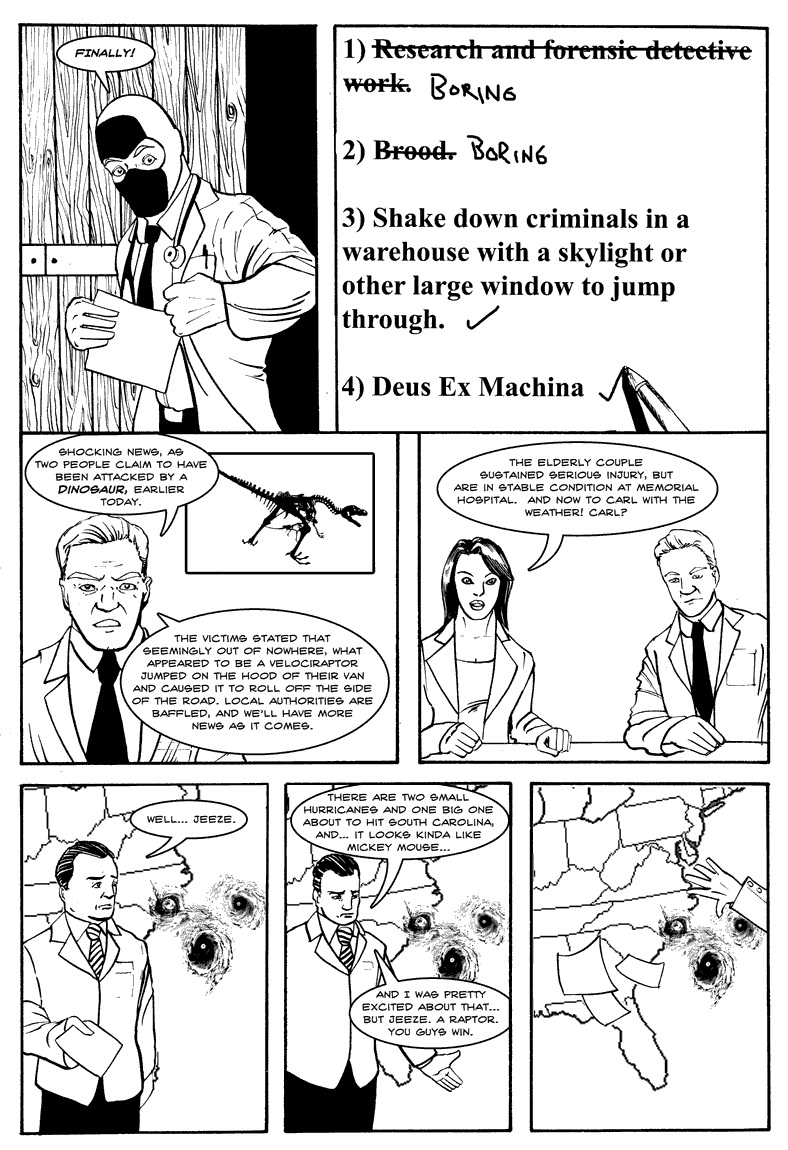 FINALLY!
1) Research and forensic detective
work. BORING
2) Brood. BORING
3) Shake down criminals in a
warehouse with a skylight or
other large window to jump
through. ✓
4) Deus Ex Machina ✓
SHOCKING NEWS, AS
TWO PEOPLE CLAIM TO HAVE
BEEN ATTACKED BY A
DINOSAUR, EARLIER
TODAY.
THE VICTIMS STATED THAT
SEEMINGLY OUT OF NOWHERE, WHAT
APPEARED TO BE A VELOCIRAPTOR
JUMPED ON THE HOOD OF THEIR VAN
AND CAUSED IT TO ROLL OFF THE SIDE
OF THE ROAD. LOCAL AUTHORITIES ARE
BAFFLED, AND WE'LL HAVE MORE
NEWS AS IT COMES.
THE ELDERLY COUPLE
SUSTAINED SERIOUS INJURY, BUT
ARE IN STABLE CONDITION AT MEMORIAL
HOSPITAL. AND NOW TO CARL WITH THE
WEATHER! CARL?
WELL... JEEZE.
THERE ARE TWO SMALL
HURRICANES AND ONE BIG ONE
ABOUT TO HIT SOUTH CAROLINA,
AND... IT LOOKS KINDA LIKE
MICKEY MOUSE...
AND I WAS PRETTY
EXCITED ABOUT THAT...
BUT JEEZE. A RAPTOR.
YOU GUYS WIN.